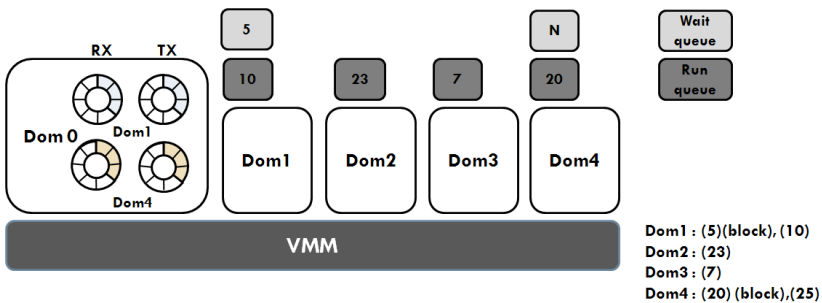 5
N
Wait queue
RX TX
10
23
7
20
Run queue
Dom 0
Dom1
Dom4
Dom1
Dom2
Dom3
Dom4
VMM
Dom1 : (5)(block), (10)
Dom2 : (23)
Dom3 : (7)
Dom4 : (20) (block),(25)